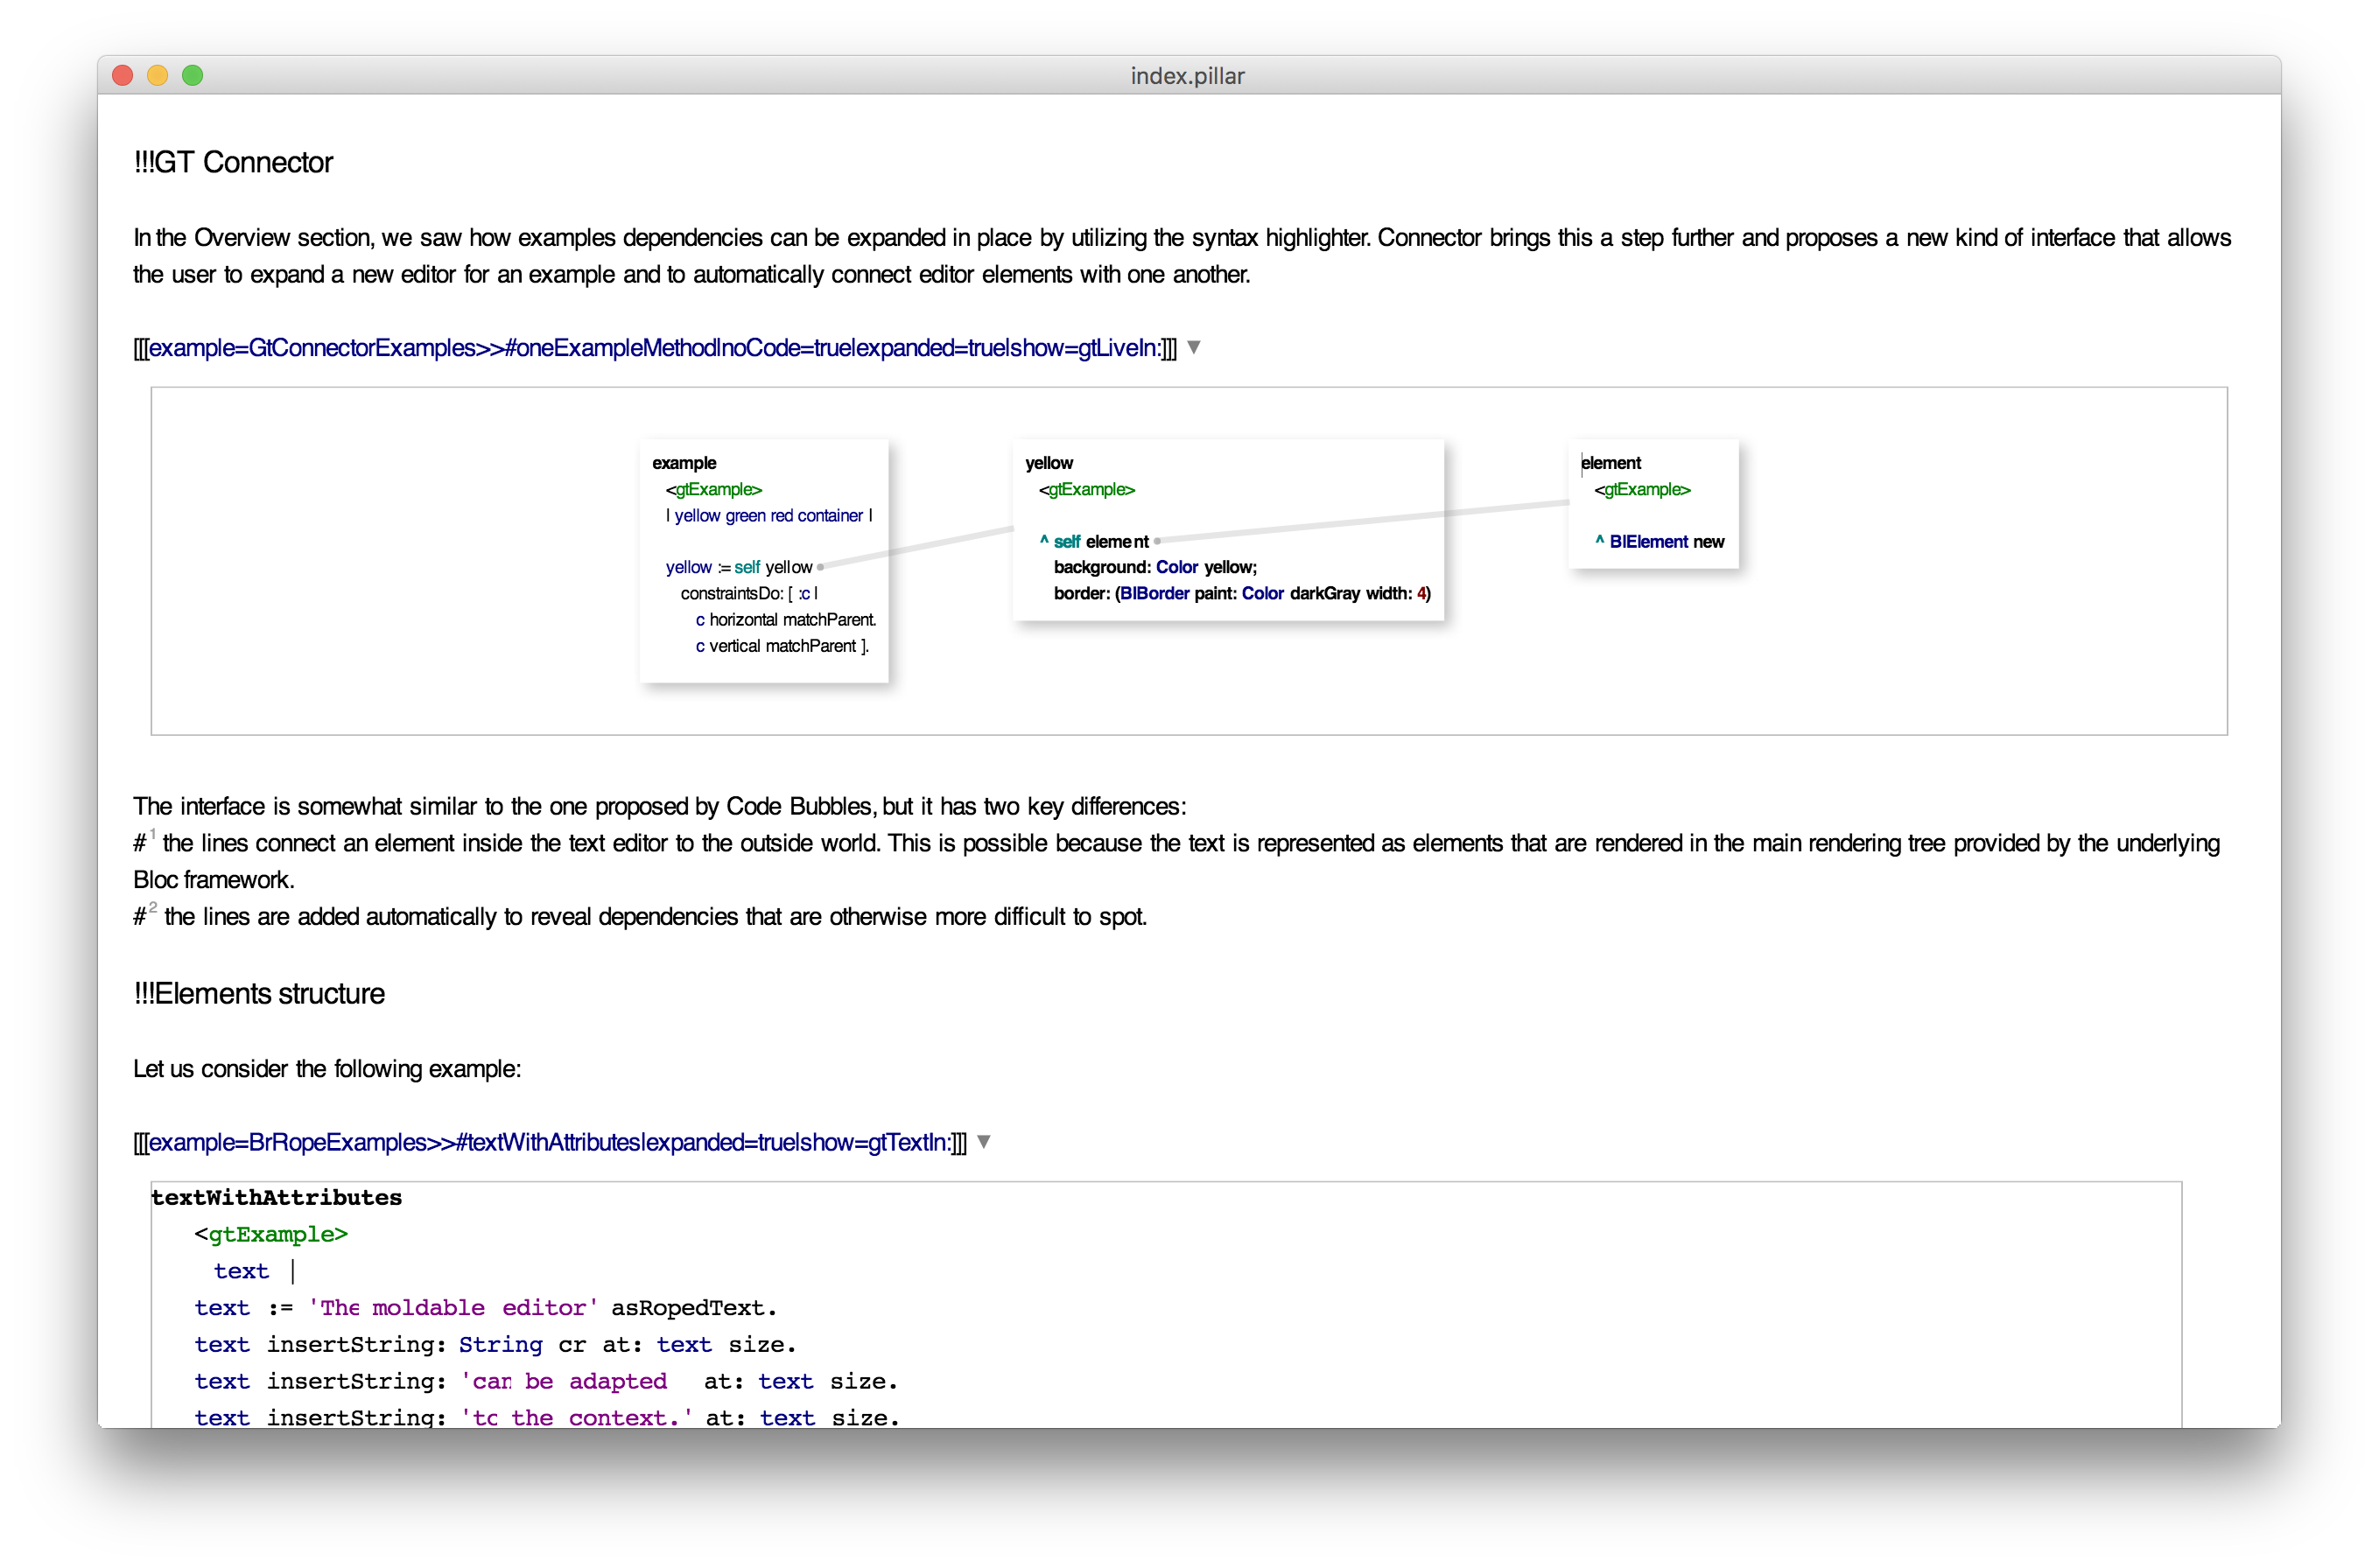 index.pillar
!!!GT Connector
In the Overview section, we saw how examples dependencies can be expanded in place by utilizing the syntax highlighter. Connector brings this a step further and proposes a new kind of interface that allows
the user to expand a new editor for an example and to automatically connect editor elements with one another.
[[[example=GtConnectorExamples>>#oneExampleMethod|noCode=true|expanded=true|show=gtLiveIn:]]] ▼
example
<gtExample>
| yellow green red container |
yellow := self yellow
constraintsDo: [ :c |
c horizontal matchParent.
c vertical matchParent ].
yellow
<gtExample>
^ self element
background: Color yellow;
border: (BlBorder paint: Color darkGray width: 4)
element
<gtExample>
^ BlElement new
The interface is somewhat similar to the one proposed by Code Bubbles, but it has two key differences:
# 1 the lines connect an element inside the text editor to the outside world. This is possible because the text is represented as elements that are rendered in the main rendering tree provided by the underlying
Bloc framework.
# 2 the lines are added automatically to reveal dependencies that are otherwise more difficult to spot.
!!!Elements structure
Let us consider the following example:
[[[example=BrRopeExamples>>#textWithAttributes|expanded=true|show=gtTextIn:]]] ▼
textWithAttributes
<gtExample>
text |
text := 'The moldable editor' asRopedText.
text insertString: String cr at: text size.
text insertString: 'can be adapted at: text size.
text insertString: 'to the context.' at: text size.